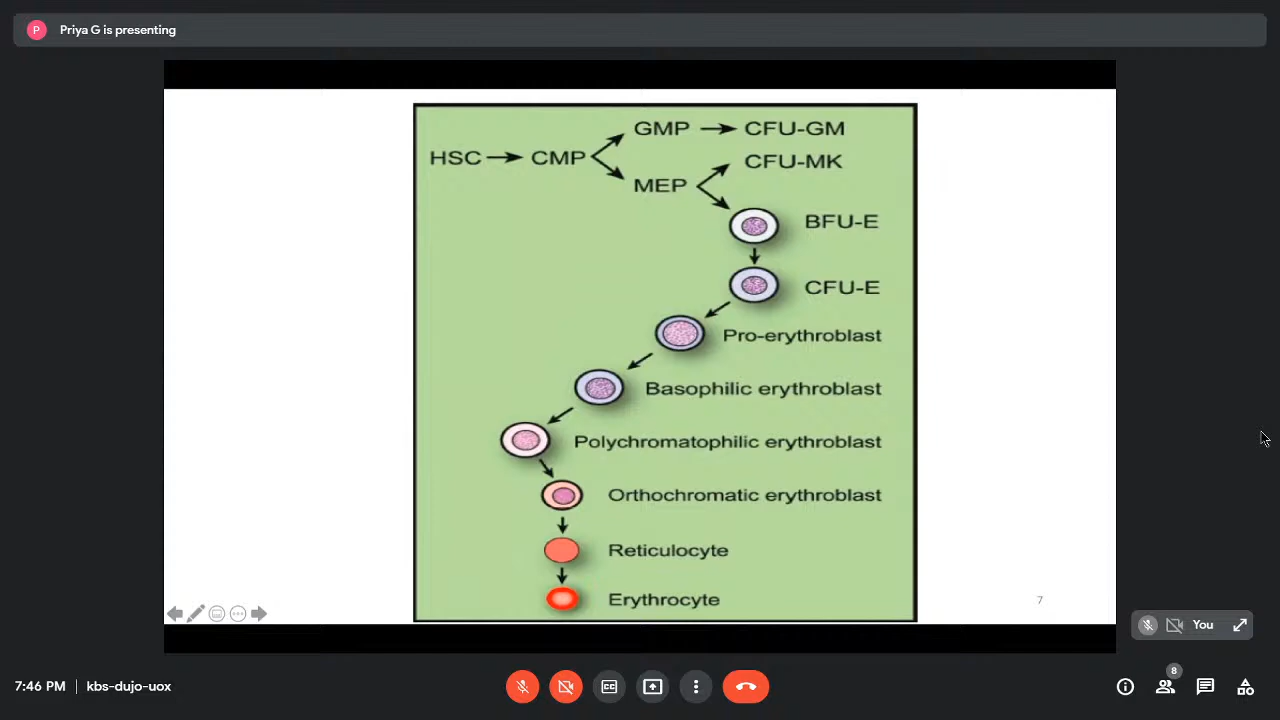 P Priya G is presenting
GMP CFU-GM
HSC CMP CFU-MK
MEP
BFU-E
CFU-E
Pro-erythroblast
Basophilic erythroblast
Polychromatophilic erythroblast
Orthochromatic erythroblast
Reticulocyte
Erythrocyte
7
You
7:46 PM | kbs-dujo-uox
CC
8